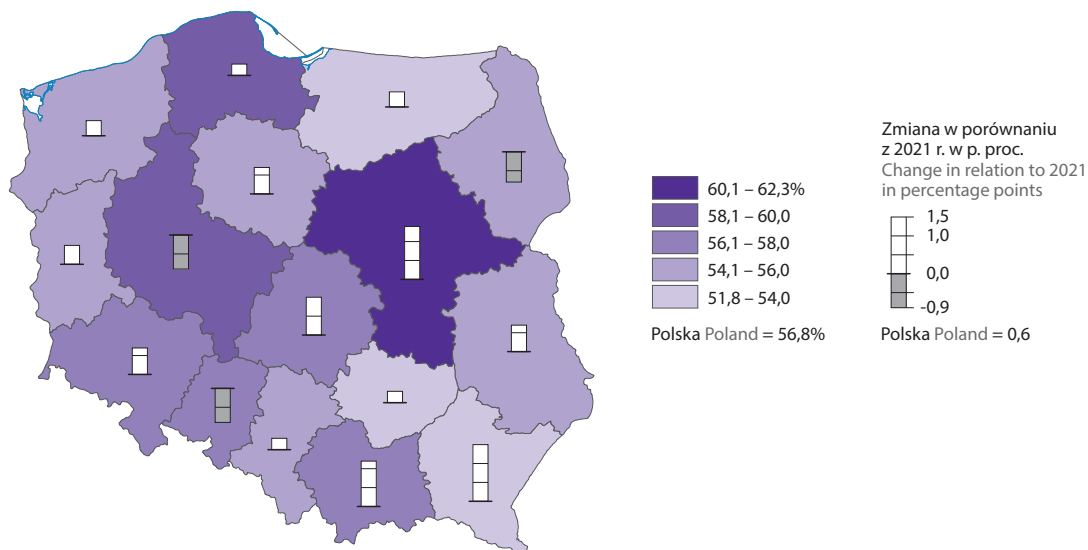 60,1 – 62,3%
58,1 – 60,0
56,1 – 58,0
54,1 – 56,0
51,8 – 54,0
Polska Poland = 56,8%
Zmiana w porównaniu
z 2021 r. w p. proc.
Change in relation to 2021
in percentage points
1,5
1,0
0,0
-0,9
Polska Poland = 0,6